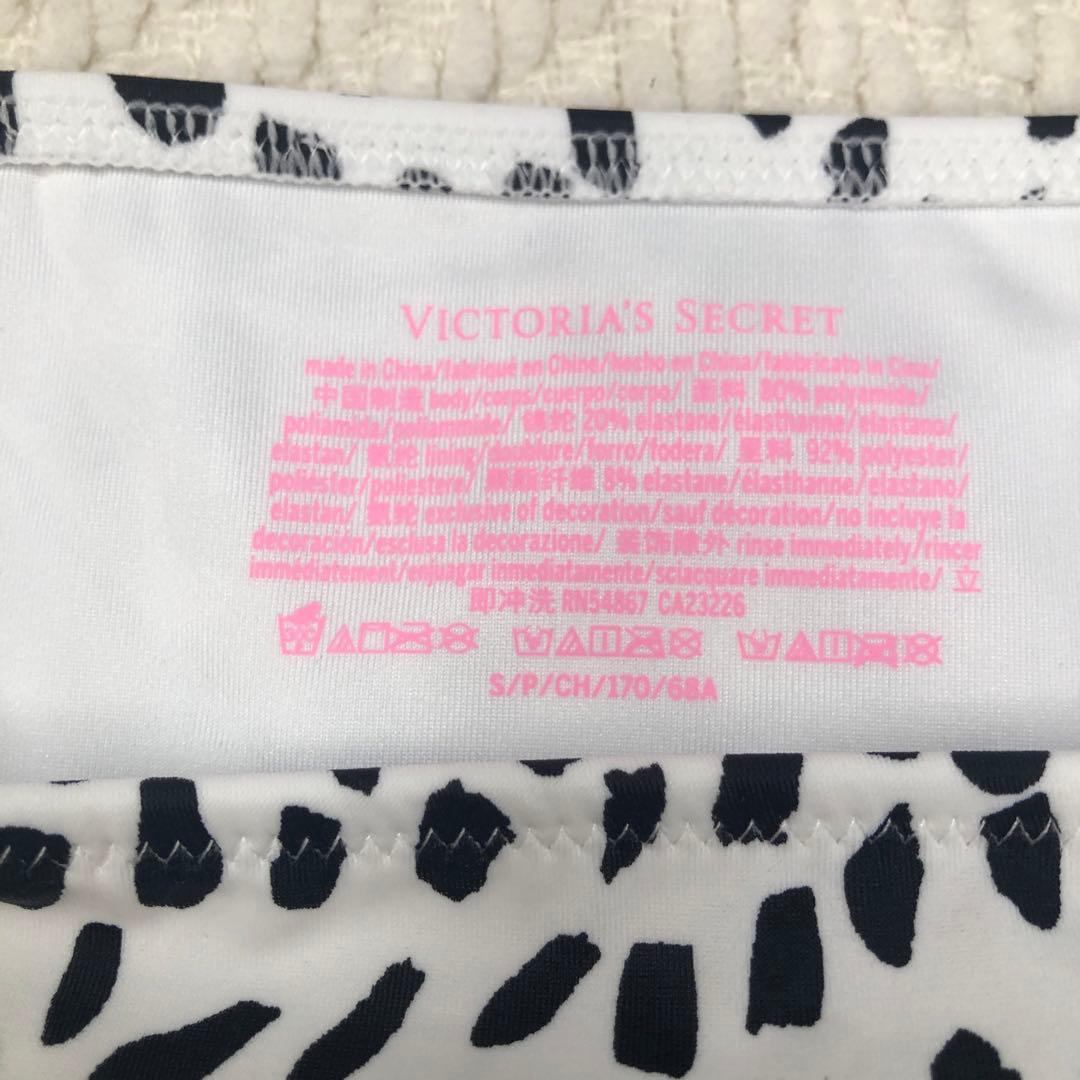 VICTORIA'S SECRET
made in China/fabriqué en Chine/hecho en China/fabbricato in Cina/
中国制造 body/corps/cuerpo/corpo/ 面料 80% polyamide/
poliamida/poliammide/ 锦纶 20% elastane/élasthanne/elastano/
elastan/ 氨纶 lining/doublure/forro/fodera/ 里料 92% polyester/
poliéster/poliestere/ 聚酯纤维 8% elastane/élasthanne/elastano/
elastan/ 氨纶 exclusive of decoration/sauf décoration/no incluye la
decoración/esclusa la decorazione/ 装饰除外 rinse immediately/rincer
immédiatement/enjuagar inmediatamente/sciacquare immediatamente/ 立
即冲洗 RN54867 CA23226
S/P/CH/170/68A